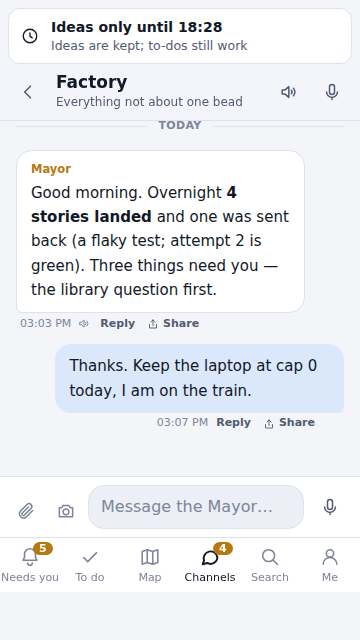 Ideas only until 18:28
Ideas are kept; to-dos still work
Factory
Everything not about one bead
TODAY
Mayor
Good morning. Overnight 4
stories landed and one was sent
back (a flaky test; attempt 2 is
green). Three things need you —
the library question first.
03:03 PM Reply Share
Thanks. Keep the laptop at cap 0
today, I am on the train.
03:07 PM Reply Share
Message the Mayor…
5 4
Needs you To do Map Channels Search Me